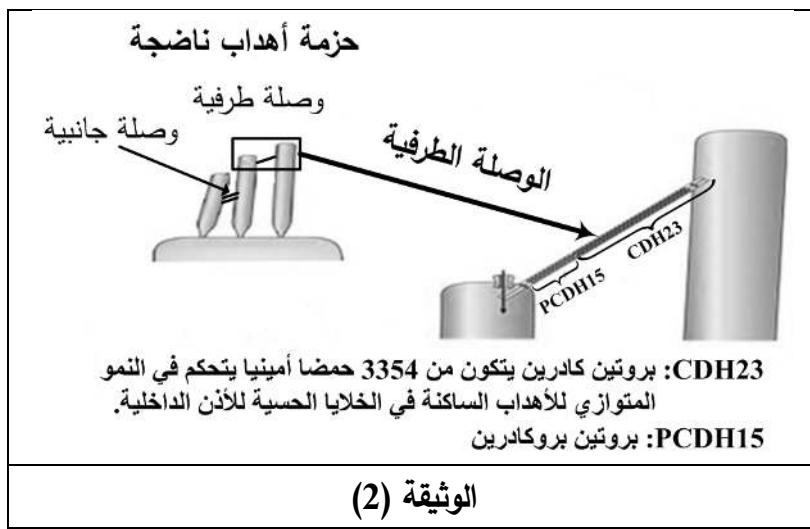 حزمة أهداب ناضجة
وصلة طرفية
وصلة جانبية
الوصلة الطرفية
CDH23
PCDH15
CDH23: بروتين كادرين يتكون من 3354 حمضا أمينيا يتحكم في النمو
المتوازي للأهداب الساكنة في الخلايا الحسية للأذن الداخلية.
PCDH15: بروتين بروكادرين
الوثيقة (2)